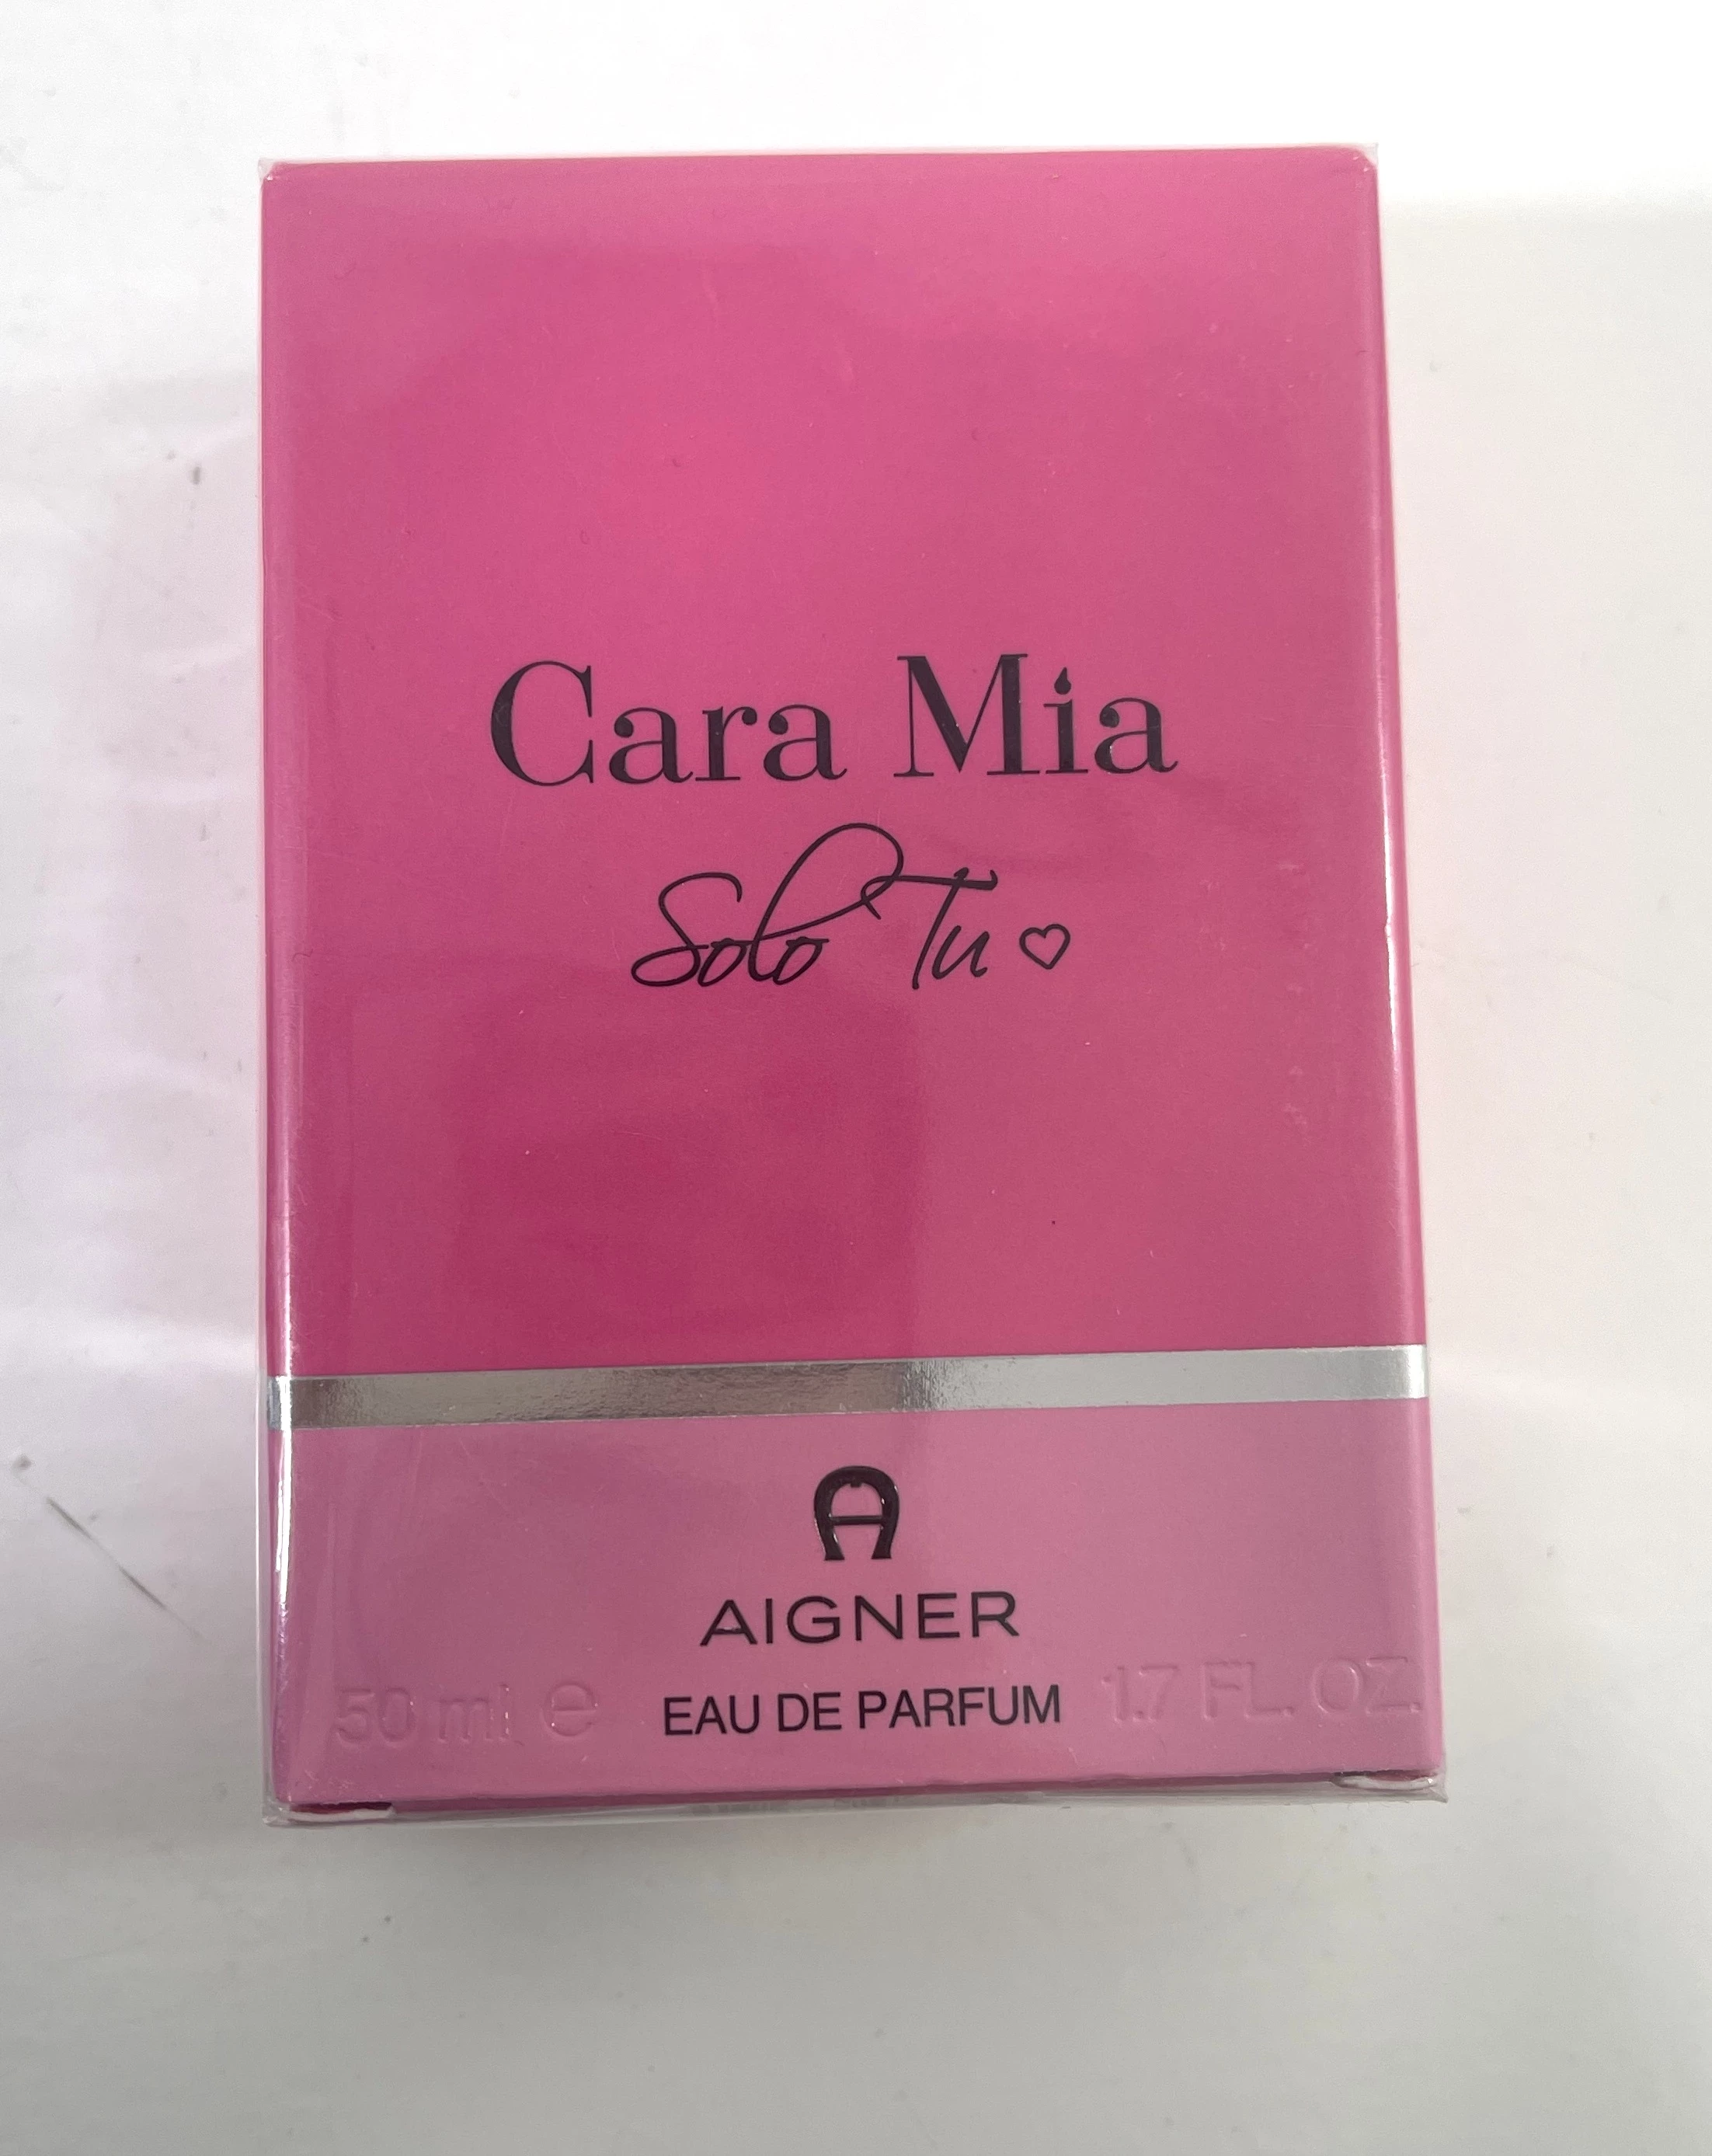 Cara Mia
Solo Tu
AIGNER
50 ml e EAU DE PARFUM 1.7 FL. OZ.